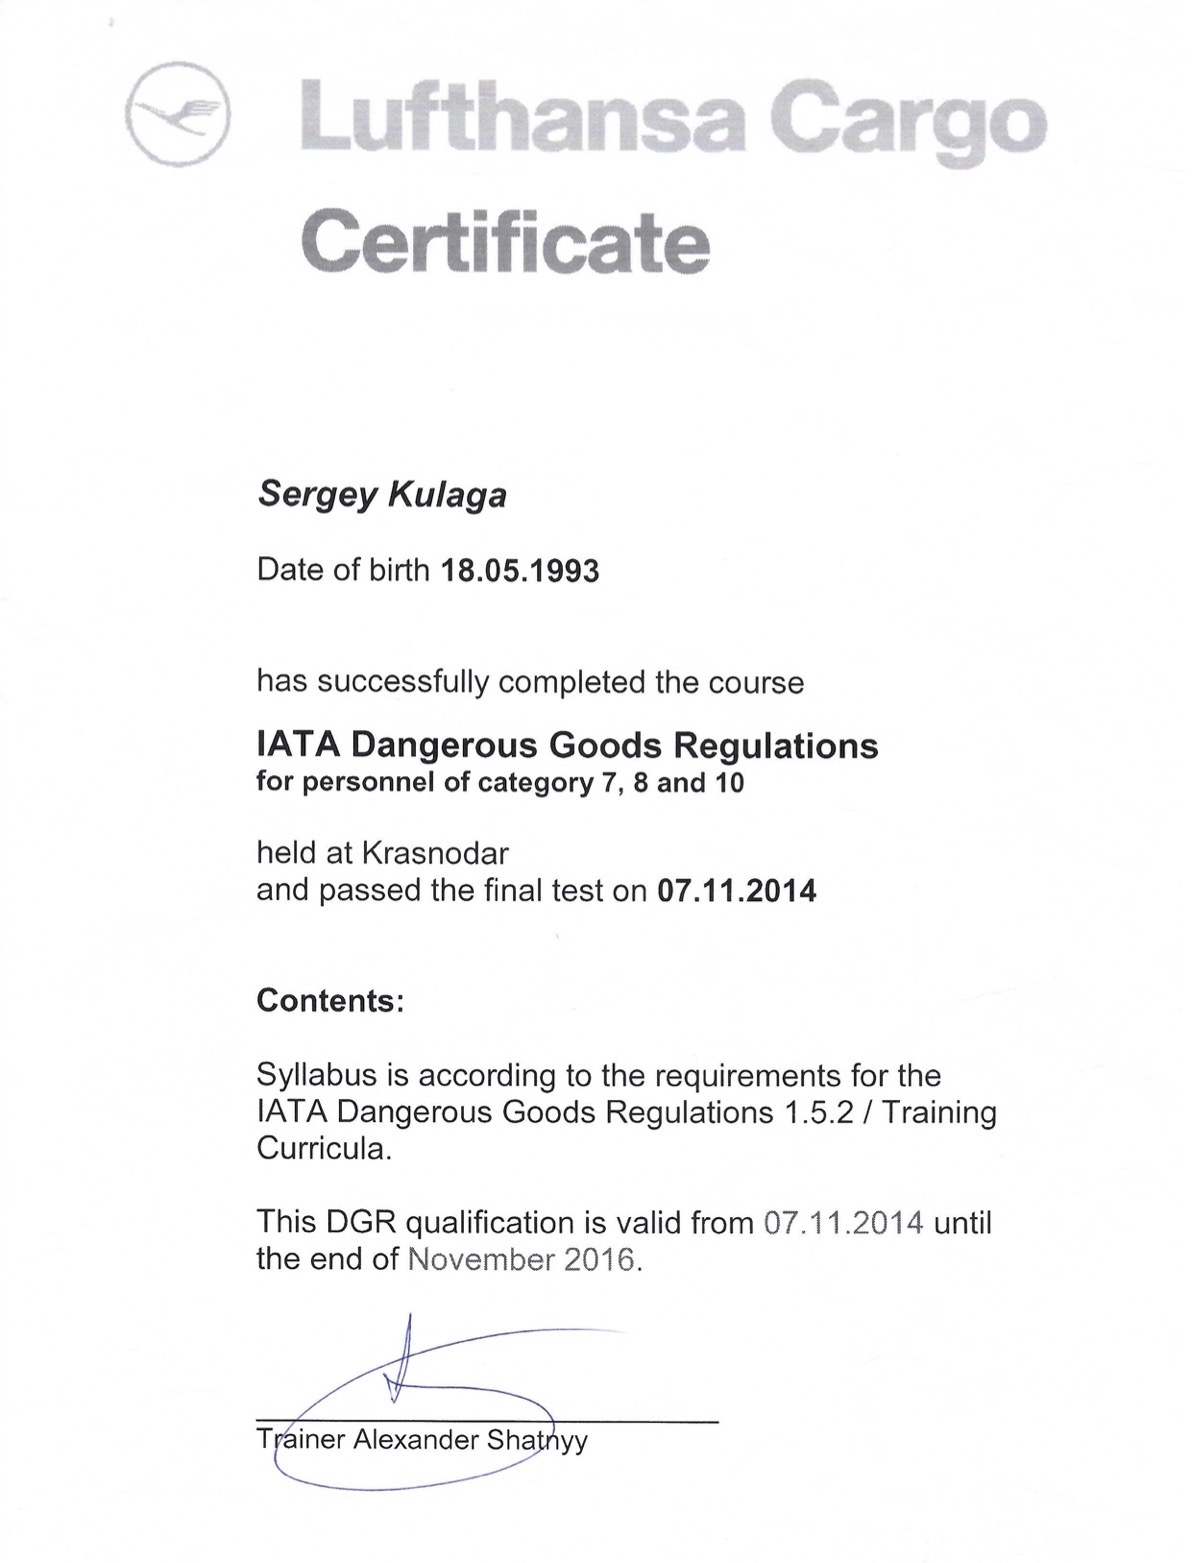 Lufthansa Cargo
Certificate
Sergey Kulaga
Date of birth 18.05.1993
has successfully completed the course
IATA Dangerous Goods Regulations
for personnel of category 7, 8 and 10
held at Krasnodar
and passed the final test on 07.11.2014
Contents:
Syllabus is according to the requirements for the
IATA Dangerous Goods Regulations 1.5.2 / Training
Curricula.
This DGR qualification is valid from 07.11.2014 until
the end of November 2016.
Trainer Alexander Shatnyy